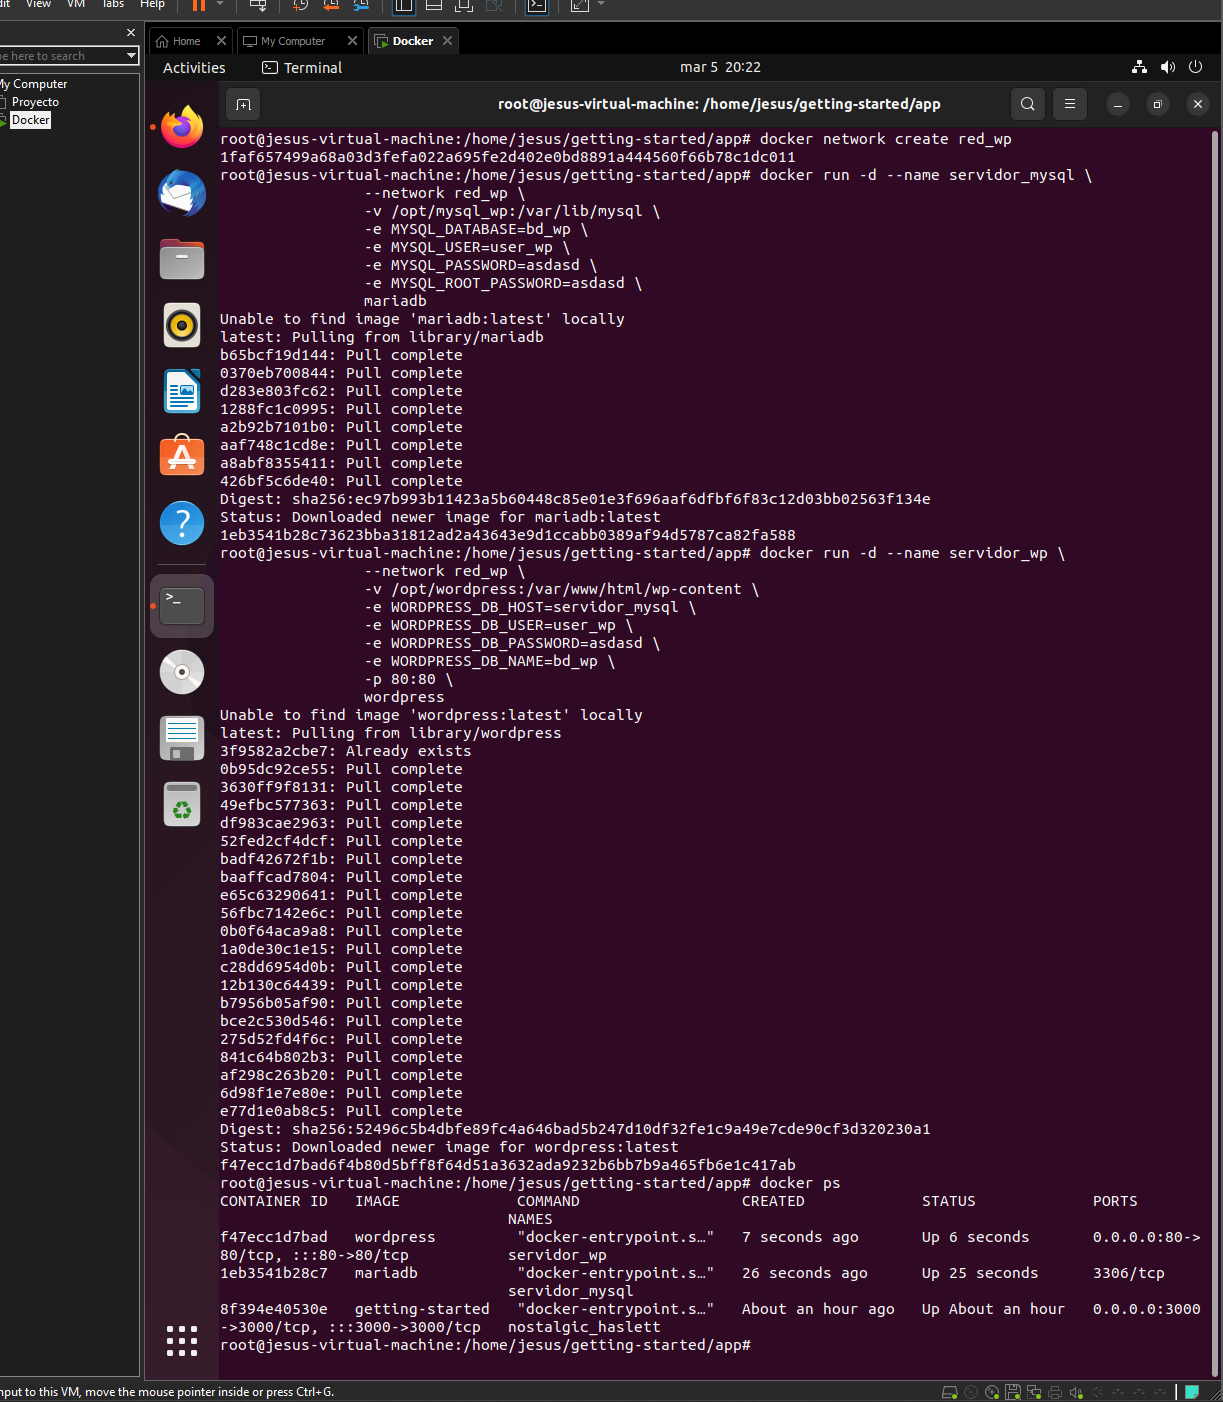 View VM Tabs Help
Home
My Computer
Docker
e here to search
My Computer
Proyecto
Docker
Activities
Terminal
mar 5 20:22
root@jesus-virtual-machine: /home/jesus/getting-started/app
root@jesus-virtual-machine:/home/jesus/getting-started/app# docker network create red_wp
1faf657499a68a03d3fefa022a695fe2d402e0bd8891a444560f66b78c1dc011
root@jesus-virtual-machine:/home/jesus/getting-started/app# docker run -d --name servidor_mysql \
--network red_wp \
-v /opt/mysql_wp:/var/lib/mysql \
-e MYSQL_DATABASE=bd_wp \
-e MYSQL_USER=user_wp \
-e MYSQL_PASSWORD=asdasd \
-e MYSQL_ROOT_PASSWORD=asdasd \
mariadb
Unable to find image 'mariadb:latest' locally
latest: Pulling from library/mariadb
b65bcf19d144: Pull complete
0370eb700844: Pull complete
d283e803fc62: Pull complete
1288fc1c0995: Pull complete
a2b92b7101b0: Pull complete
aaf748c1cd8e: Pull complete
a8abf8355411: Pull complete
426bf5c6de40: Pull complete
Digest: sha256:ec97b993b11423a5b60448c85e01e3f696aaf6dfbf6f83c12d03bb02563f134e
Status: Downloaded newer image for mariadb:latest
1eb3541b28c73623bba31812ad2a43643e9d1ccabb0389af94d5787ca82fa588
root@jesus-virtual-machine:/home/jesus/getting-started/app# docker run -d --name servidor_wp \
--network red_wp \
-v /opt/wordpress:/var/www/html/wp-content \
-e WORDPRESS_DB_HOST=servidor_mysql \
-e WORDPRESS_DB_USER=user_wp \
-e WORDPRESS_DB_PASSWORD=asdasd \
-e WORDPRESS_DB_NAME=bd_wp \
-p 80:80 \
wordpress
Unable to find image 'wordpress:latest' locally
latest: Pulling from library/wordpress
3f9582a2cbe7: Already exists
0b95dc92ce55: Pull complete
3630ff9f8131: Pull complete
49efbc577363: Pull complete
df983cae2963: Pull complete
52fed2cf4dcf: Pull complete
badf42672f1b: Pull complete
baaffcad7804: Pull complete
e65c63290641: Pull complete
56fbc7142e6c: Pull complete
0b0f64aca9a8: Pull complete
1a0de30c1e15: Pull complete
c28dd6954d0b: Pull complete
12b130c64439: Pull complete
b7956b05af90: Pull complete
bce2c530d546: Pull complete
275d52fd4f6c: Pull complete
841c64b802b3: Pull complete
af298c263b20: Pull complete
6d98f1e7e80e: Pull complete
e77d1e0ab8c5: Pull complete
Digest: sha256:52496c5b4dbfe89fc4a646bad5b247d10df32fe1c9a49e7cde90cf3d320230a1
Status: Downloaded newer image for wordpress:latest
f47ecc1d7bad6f4b80d5bff8f64d51a3632ada9232b6bb7b9a465fb6e1c417ab
root@jesus-virtual-machine:/home/jesus/getting-started/app# docker ps
CONTAINER ID IMAGE COMMAND CREATED STATUS PORTS
NAMES
f47ecc1d7bad wordpress "docker-entrypoint.s…" 7 seconds ago Up 6 seconds 0.0.0.0:80->
80/tcp, :::80->80/tcp servidor_wp
1eb3541b28c7 mariadb "docker-entrypoint.s…" 26 seconds ago Up 25 seconds 3306/tcp
servidor_mysql
8f394e40530e getting-started "docker-entrypoint.s…" About an hour ago Up About an hour 0.0.0.0:3000
->3000/tcp, :::3000->3000/tcp nostalgic_haslett
root@jesus-virtual-machine:/home/jesus/getting-started/app#
nput to this VM, move the mouse pointer inside or press Ctrl+G.